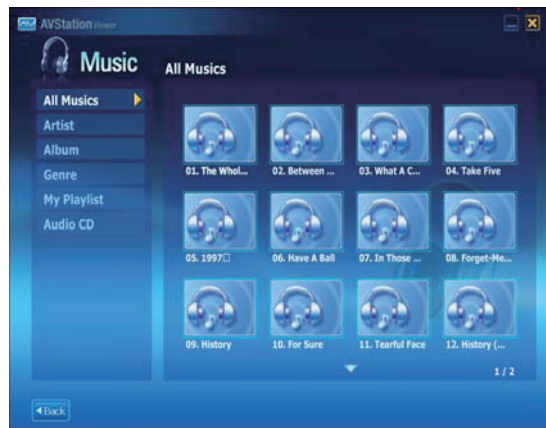 AVStation viewer
Music
All Musics
All Musics
Artist
Album
Genre
My Playlist
Audio CD
01. The Whol...
02. Between ...
03. What A C...
04. Take Five
05. 1997□
06. Have A Ball
07. In Those ...
08. Forget-Me...
09. History
10. For Sure
11. Tearful Face
12. History (...
1 / 2
Back